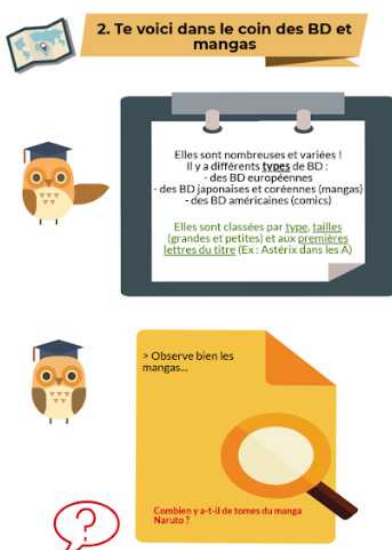 2. Te voici dans le coin des BD et
mangas
Elles sont nombreuses et variées !
Il y a différents types de BD :
- des BD européennes
- des BD japonaises et coréennes (mangas)
- des BD américaines (comics)
Elles sont classées par type, tailles
(grandes et petites) et aux premières
lettres du titre (Ex : Astérix dans les A)
> Observe bien les
mangas...
Combien y a-t-il de tomes du manga
Naruto ?
?